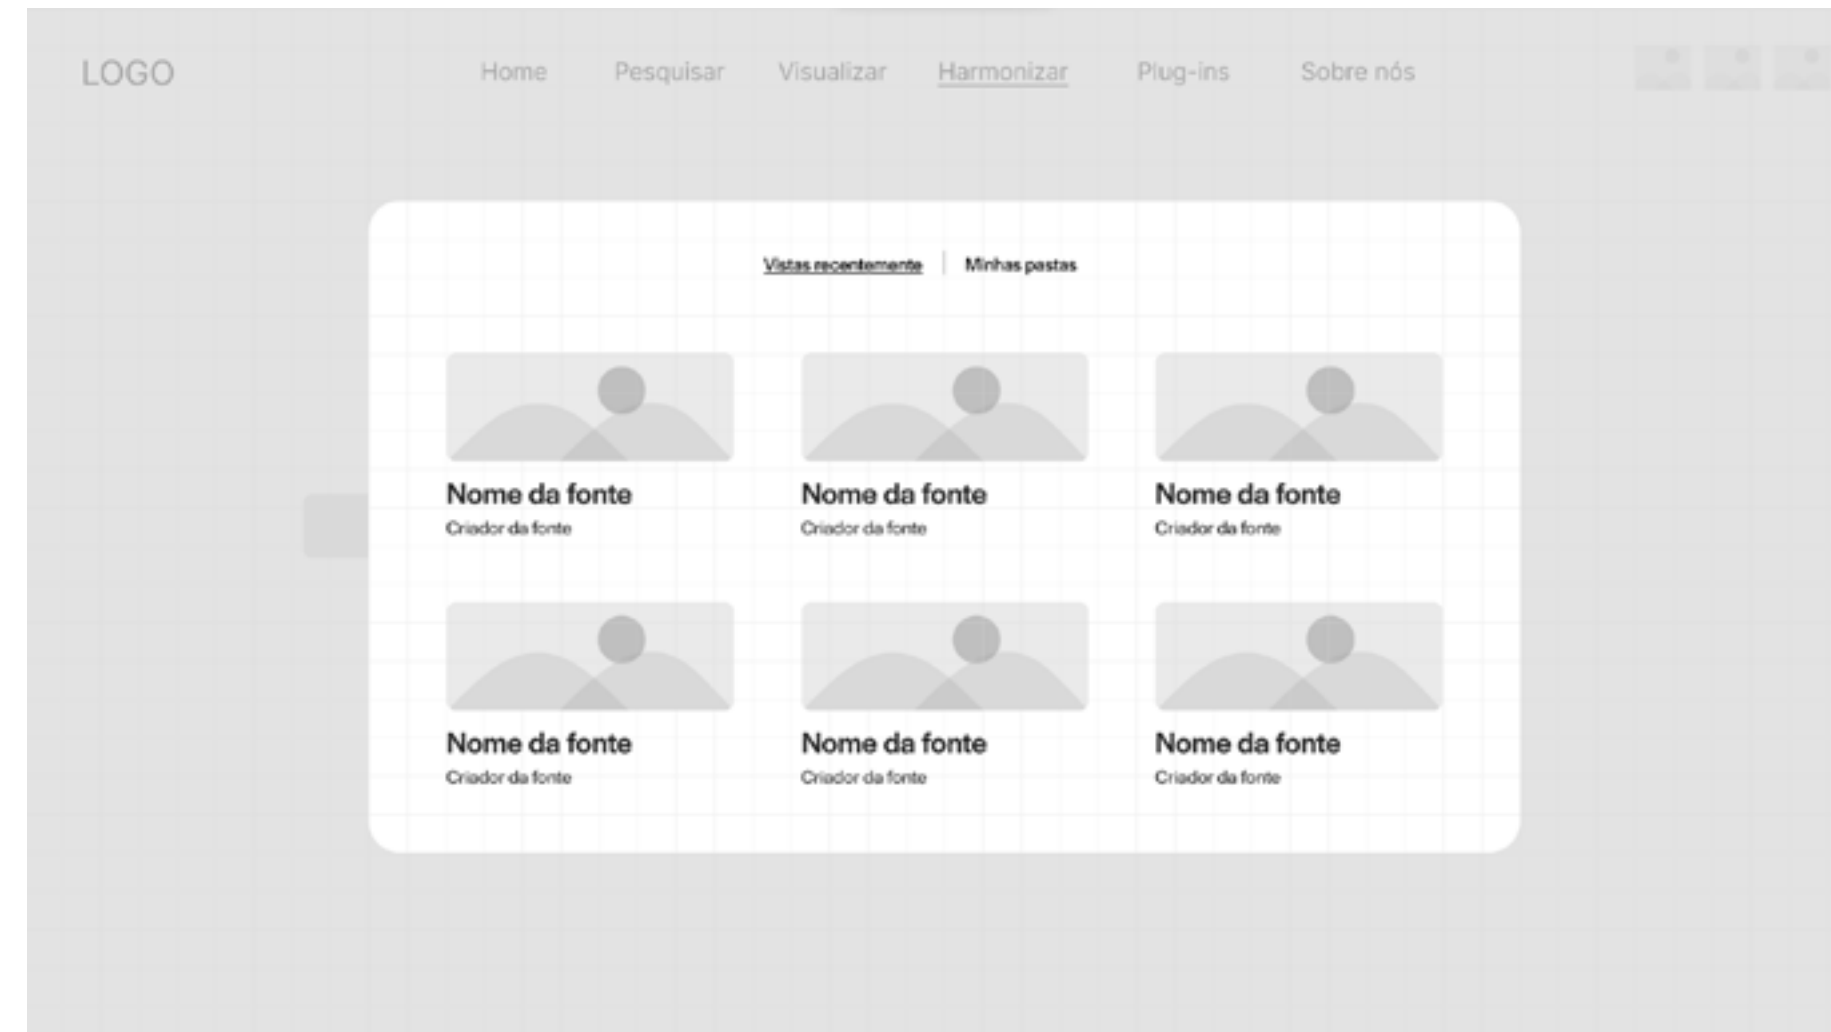 LOGO
Home Pesquisar Visualizar Harmonizar Plug-ins Sobre nós
Vistas recentemente Minhas pastas
Nome da fonte Nome da fonte Nome da fonte
Criador da fonte Criador da fonte Criador da fonte
Nome da fonte Nome da fonte Nome da fonte
Criador da fonte Criador da fonte Criador da fonte